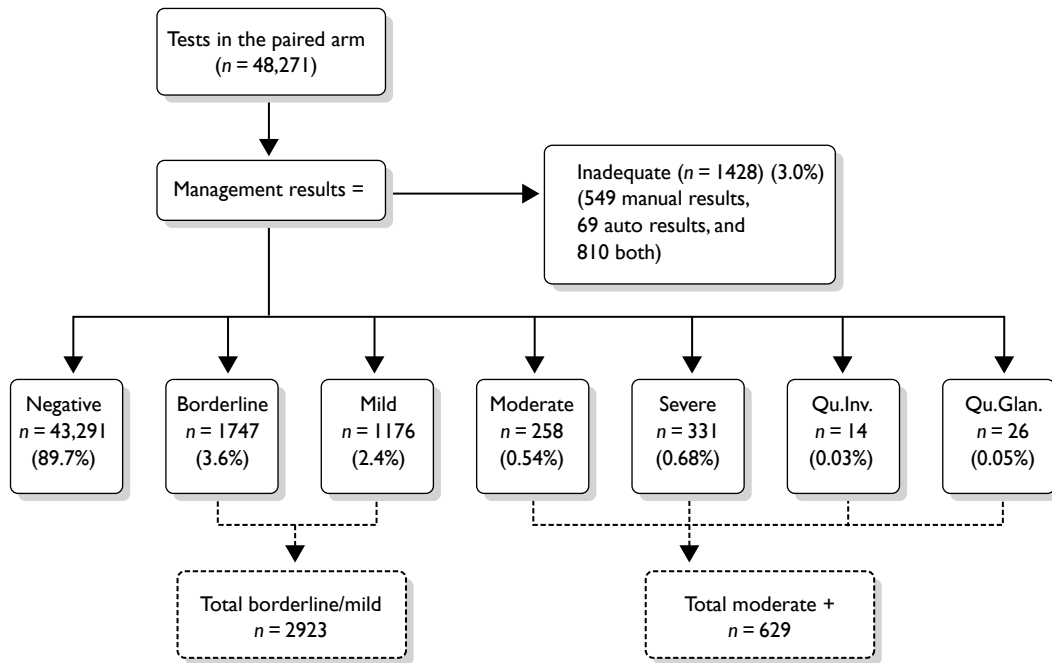 Tests in the paired arm
(n = 48,271)
Management results =
Inadequate (n = 1428) (3.0%)
(549 manual results,
69 auto results, and
810 both)
Negative
n = 43,291
(89.7%)
Borderline
n = 1747
(3.6%)
Mild
n = 1176
(2.4%)
Moderate
n = 258
(0.54%)
Severe
n = 331
(0.68%)
Qu.Inv.
n = 14
(0.03%)
Qu.Glan.
n = 26
(0.05%)
Total borderline/mild
n = 2923
Total moderate +
n = 629